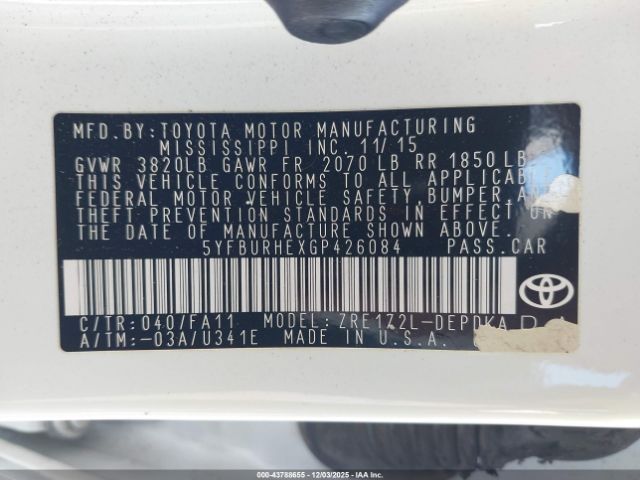 MFD.BY: TOYOTA MOTOR MANUFACTURING
MISSISSIPPI INC. 11/15
GVWR 3820LB GAWR FR 2070 LB RR 1850 LB
THIS VEHICLE CONFORMS TO ALL APPLICABLE
FEDERAL MOTOR VEHICLE SAFETY, BUMPER, AND
THEFT PREVENTION STANDARDS IN EFFECT ON
THE DATE OF MANUFACTURE SHOWN ABOVE.
5YFBURHEXGP426084 PASS.CAR
C/TR: 040/FA11 MODEL: ZRE172L-DEPDKA
A/TM: -03A/U341E MADE IN U.S.A.
TOYOTA
000-43788655 - 12/03/2025 - IAA Inc.